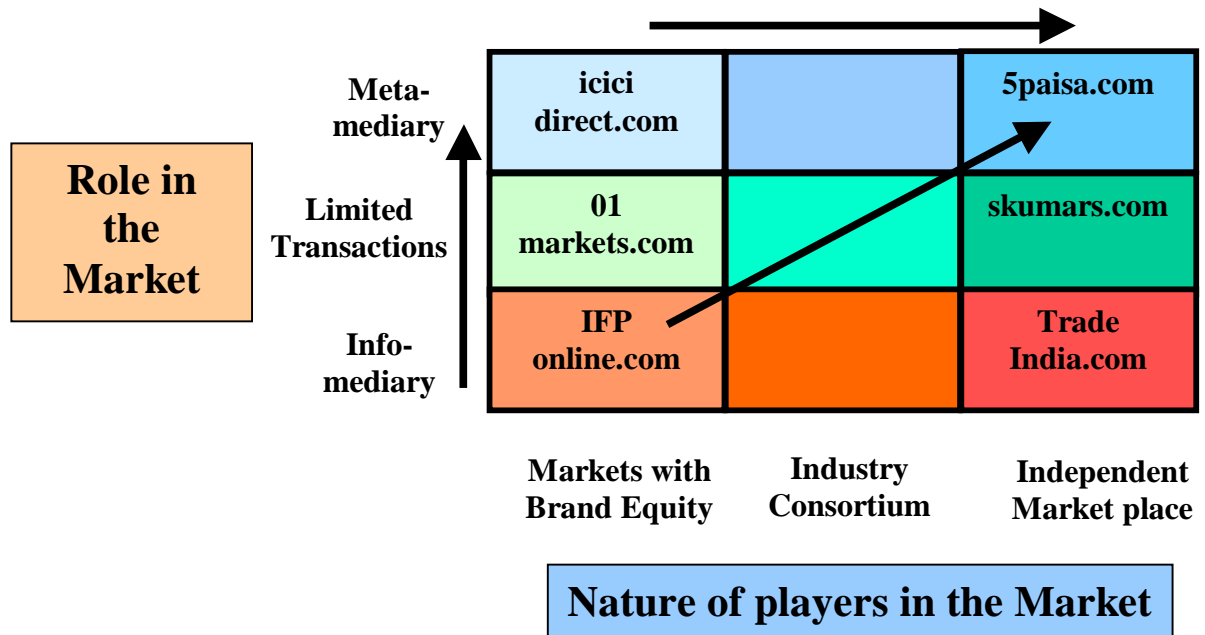 Meta-
mediary
icici
direct.com
5paisa.com
Role in
the
Market
Limited
Transactions
01
markets.com
skumars.com
Info-
mediary
IFP
online.com
Trade
India.com
Markets with
Brand Equity
Industry
Consortium
Independent
Market place
Nature of players in the Market